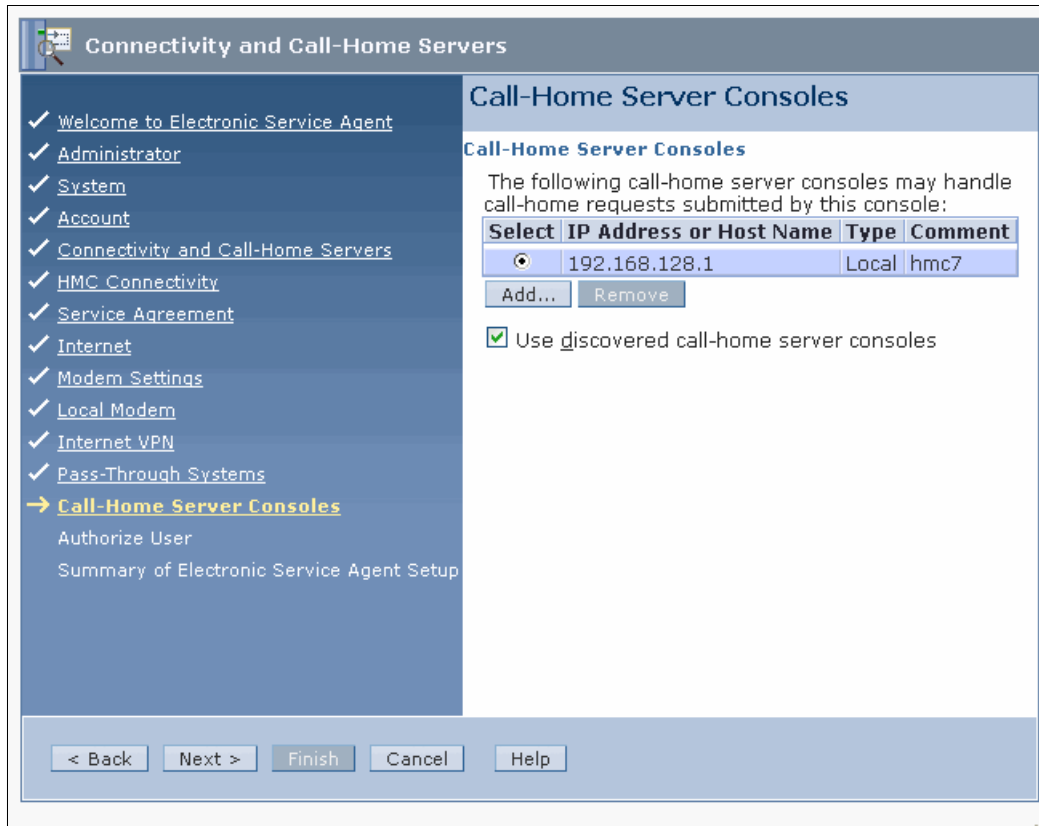 Connectivity and Call-Home Servers
Welcome to Electronic Service Agent
Administrator
System
Account
Connectivity and Call-Home Servers
HMC Connectivity
Service Agreement
Internet
Modem Settings
Local Modem
Internet VPN
Pass-Through Systems
Call-Home Server Consoles
Authorize User
Summary of Electronic Service Agent Setup
Call-Home Server Consoles
Call-Home Server Consoles
The following call-home server consoles may handle
call-home requests submitted by this console:
Select IP Address or Host Name Type Comment
192.168.128.1 Local hmc7
Add... Remove
Use discovered call-home server consoles
< Back Next > Finish Cancel Help